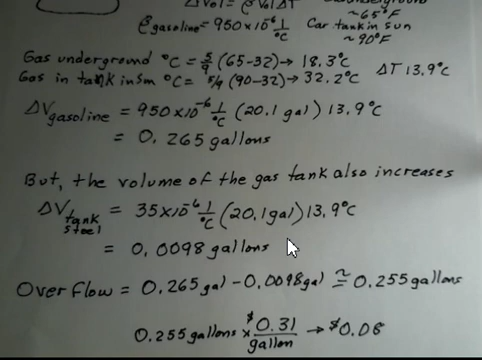 ΔVol = β Vol ΔT
~65°F
β gasoline = 950×10⁻⁶ 1/°C Car tank in sun
~90°F
Gas underground °C = 5/9 (65-32) → 18.3°C
Gas in tank in Sun °C = 5/9 (90-32) → 32.2°C ΔT 13.9°C
ΔV gasoline = 950×10⁻⁶ 1/°C (20.1 gal) 13.9°C
= 0.265 gallons
But, the volume of the gas tank also increases
ΔV tank steel = 35×10⁻⁶ 1/°C (20.1 gal) 13.9°C
= 0.0098 gallons
Overflow = 0.265 gal - 0.0098 gal ≅ 0.255 gallons
0.255 gallons × $0.31/gallon → $0.08